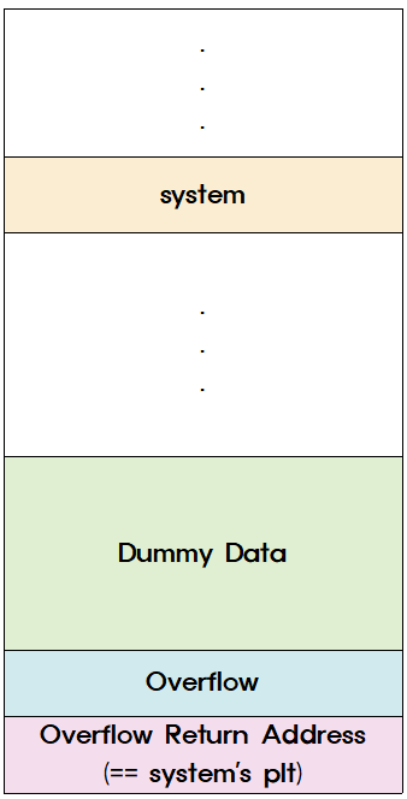 .
.
.
system
.
.
.
Dummy Data
Overflow
Overflow Return Address
(== system's plt)